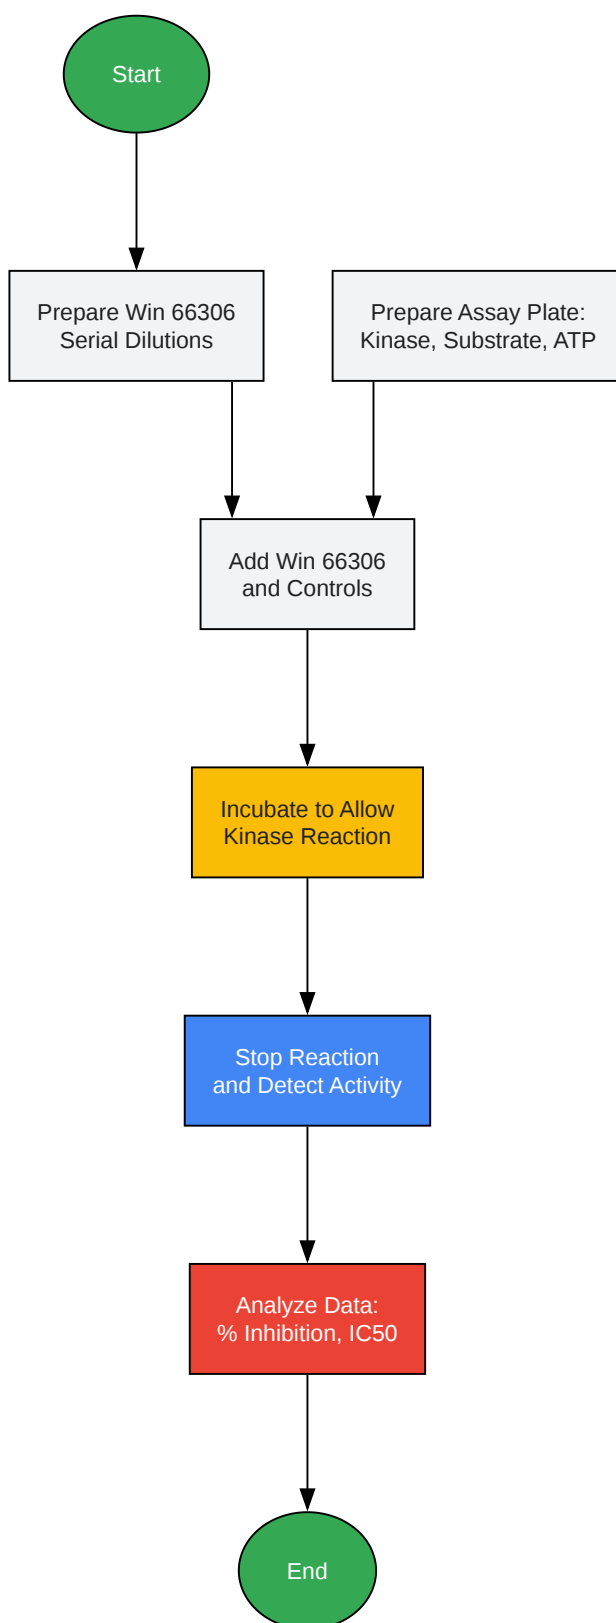 Start
Prepare Win 66306
Serial Dilutions
Prepare Assay Plate:
Kinase, Substrate, ATP
Add Win 66306
and Controls
Incubate to Allow
Kinase Reaction
Stop Reaction
and Detect Activity
Analyze Data:
% Inhibition, IC50
End